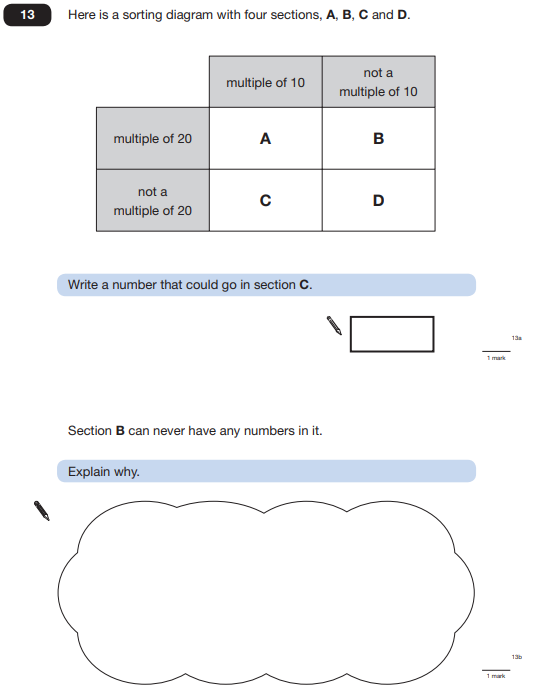 13 Here is a sorting diagram with four sections, A, B, C and D.
multiple of 10
not a
multiple of 10
multiple of 20
A
B
not a
multiple of 20
C
D
Write a number that could go in section C.
13a
1 mark
Section B can never have any numbers in it.
Explain why.
13b
1 mark